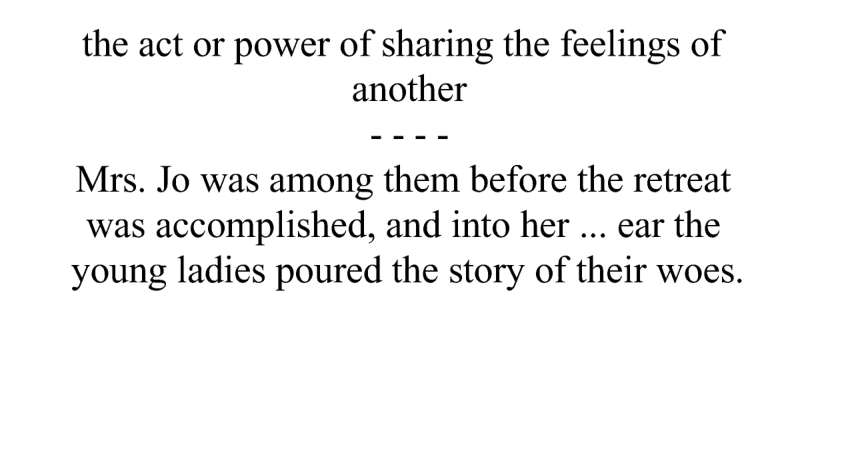 the act or power of sharing the feelings of
another
- - - -
Mrs. Jo was among them before the retreat
was accomplished, and into her ... ear the
young ladies poured the story of their woes.